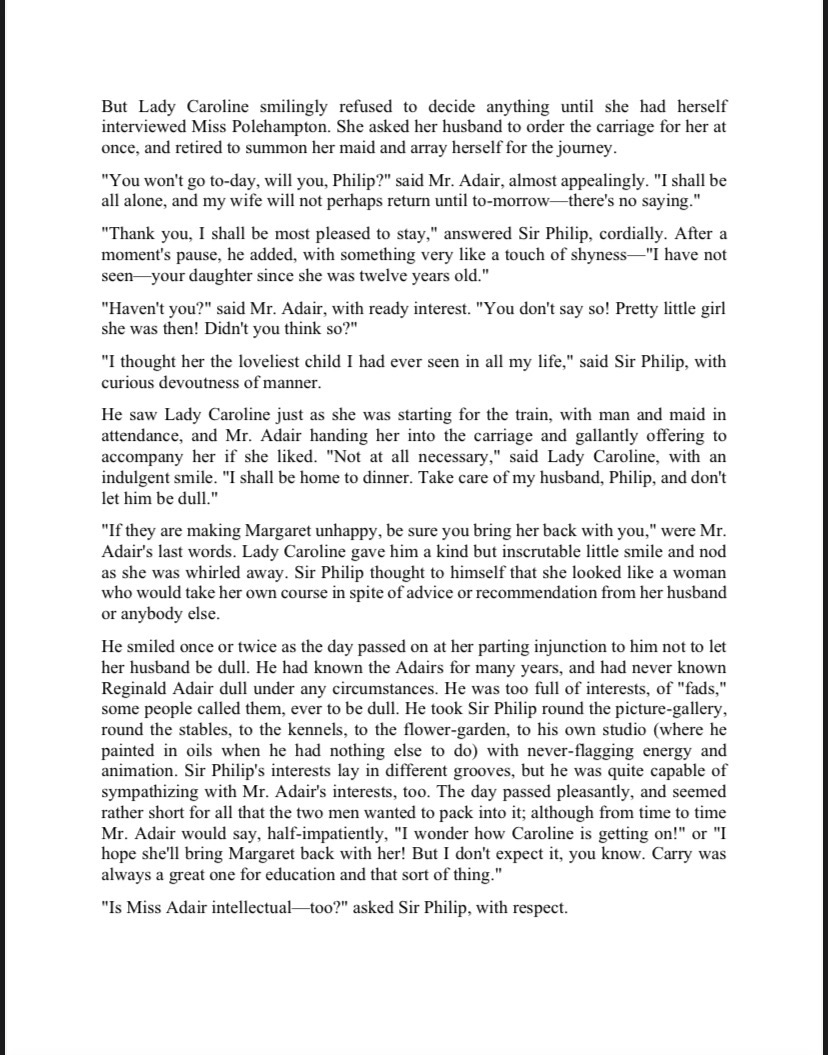 But Lady Caroline smilingly refused to decide anything until she had herself
interviewed Miss Polehampton. She asked her husband to order the carriage for her at
once, and retired to summon her maid and array herself for the journey.
"You won't go to-day, will you, Philip?" said Mr. Adair, almost appealingly. "I shall be
all alone, and my wife will not perhaps return until to-morrow—there's no saying."
"Thank you, I shall be most pleased to stay," answered Sir Philip, cordially. After a
moment's pause, he added, with something very like a touch of shyness—"I have not
seen—your daughter since she was twelve years old."
"Haven't you?" said Mr. Adair, with ready interest. "You don't say so! Pretty little girl
she was then! Didn't you think so?"
"I thought her the loveliest child I had ever seen in all my life," said Sir Philip, with
curious devoutness of manner.
He saw Lady Caroline just as she was starting for the train, with man and maid in
attendance, and Mr. Adair handing her into the carriage and gallantly offering to
accompany her if she liked. "Not at all necessary," said Lady Caroline, with an
indulgent smile. "I shall be home to dinner. Take care of my husband, Philip, and don't
let him be dull."
"If they are making Margaret unhappy, be sure you bring her back with you," were Mr.
Adair's last words. Lady Caroline gave him a kind but inscrutable little smile and nod
as she was whirled away. Sir Philip thought to himself that she looked like a woman
who would take her own course in spite of advice or recommendation from her husband
or anybody else.
He smiled once or twice as the day passed on at her parting injunction to him not to let
her husband be dull. He had known the Adairs for many years, and had never known
Reginald Adair dull under any circumstances. He was too full of interests, of "fads,"
some people called them, ever to be dull. He took Sir Philip round the picture-gallery,
round the stables, to the kennels, to the flower-garden, to his own studio (where he
painted in oils when he had nothing else to do) with never-flagging energy and
animation. Sir Philip's interests lay in different grooves, but he was quite capable of
sympathizing with Mr. Adair's interests, too. The day passed pleasantly, and seemed
rather short for all that the two men wanted to pack into it; although from time to time
Mr. Adair would say, half-impatiently, "I wonder how Caroline is getting on!" or "I
hope she'll bring Margaret back with her! But I don't expect it, you know. Carry was
always a great one for education and that sort of thing."
"Is Miss Adair intellectual—too?" asked Sir Philip, with respect.